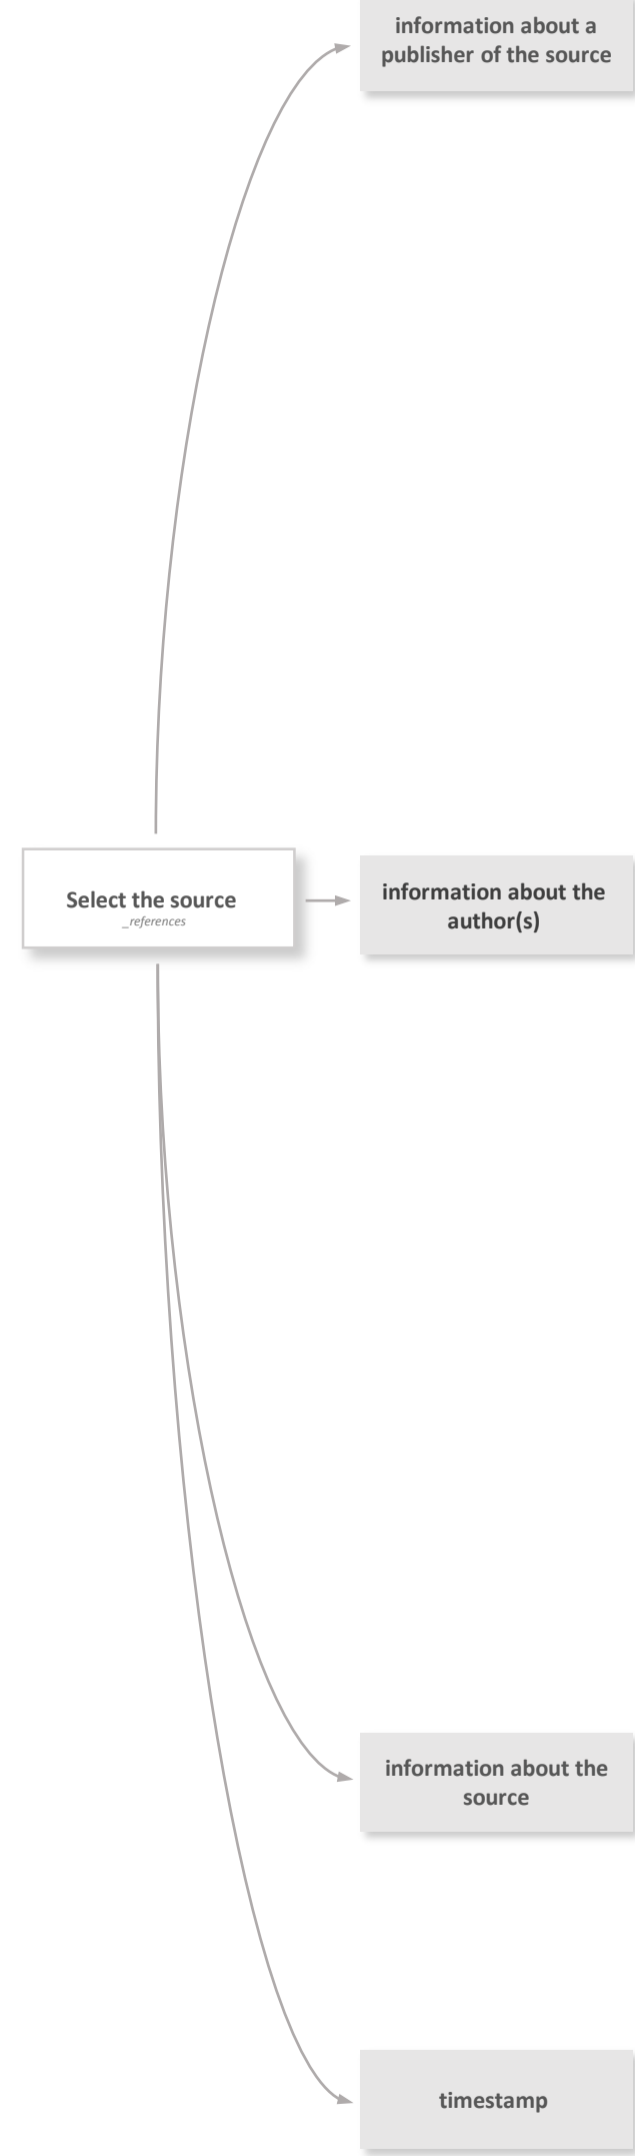 information about a
publisher of the source
Select the source
_references
information about the
author(s)
information about the
source
timestamp